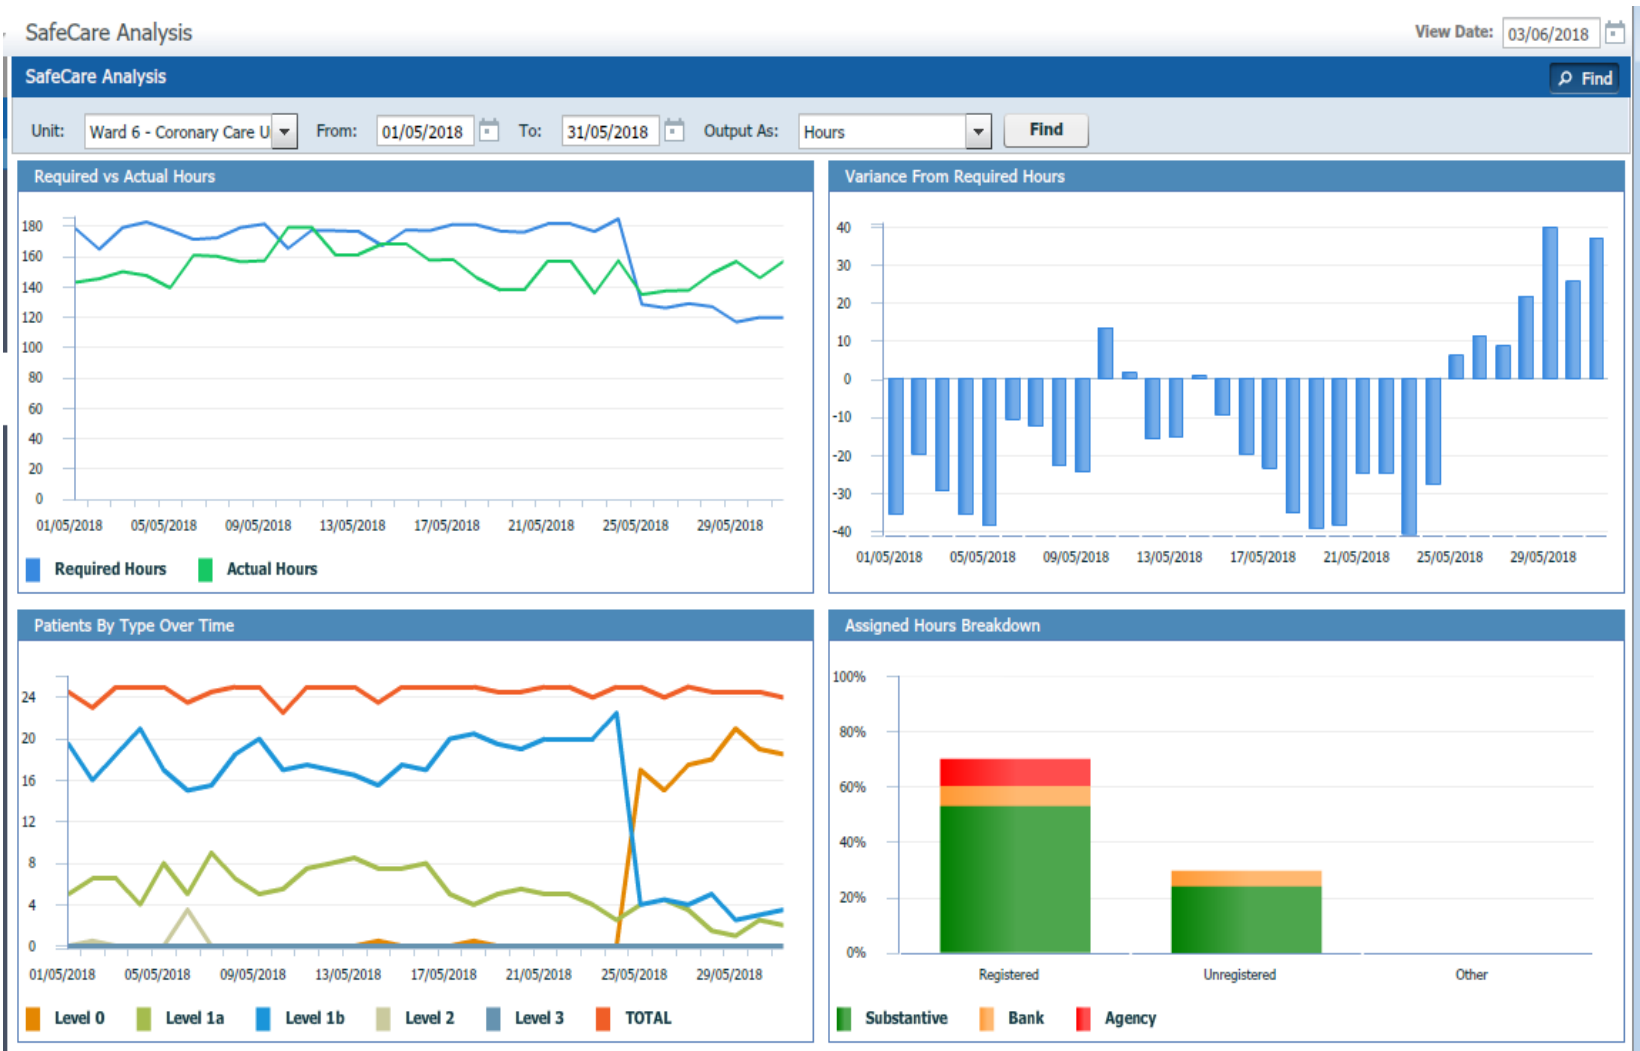 SafeCare Analysis
View Date: 03/06/2018
SafeCare Analysis
Find
Unit: Ward 6 - Coronary Care U From: 01/05/2018 To: 31/05/2018 Output As: Hours Find
Required vs Actual Hours
180
160
140
120
100
80
60
40
20
0
01/05/2018 05/05/2018 09/05/2018 13/05/2018 17/05/2018 21/05/2018 25/05/2018 29/05/2018
Required Hours Actual Hours
Variance From Required Hours
40
30
20
10
0
-10
-20
-30
-40
01/05/2018 05/05/2018 09/05/2018 13/05/2018 17/05/2018 21/05/2018 25/05/2018 29/05/2018
Patients By Type Over Time
24
20
16
12
8
4
0
01/05/2018 05/05/2018 09/05/2018 13/05/2018 17/05/2018 21/05/2018 25/05/2018 29/05/2018
Level 0 Level 1a Level 1b Level 2 Level 3 TOTAL
Assigned Hours Breakdown
100%
80%
60%
40%
20%
0%
Registered Unregistered Other
Substantive Bank Agency